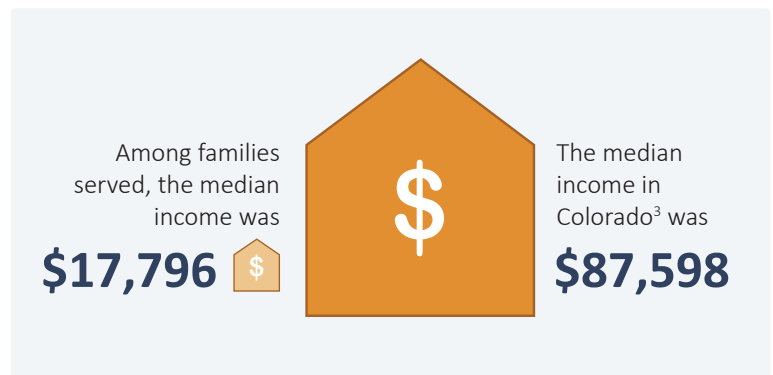 Among families
served, the median
income was
$17,796
$
$
The median
income in
Colorado³ was
$87,598